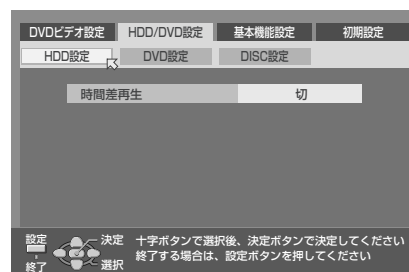 DVDビデオ設定 HDD/DVD設定 基本機能設定 初期設定
HDD設定 DVD設定 DISC設定
時間差再生 切
設定 決定 十字ボタンで選択後、決定ボタンで決定してください
終了 選択 終了する場合は、設定ボタンを押してください